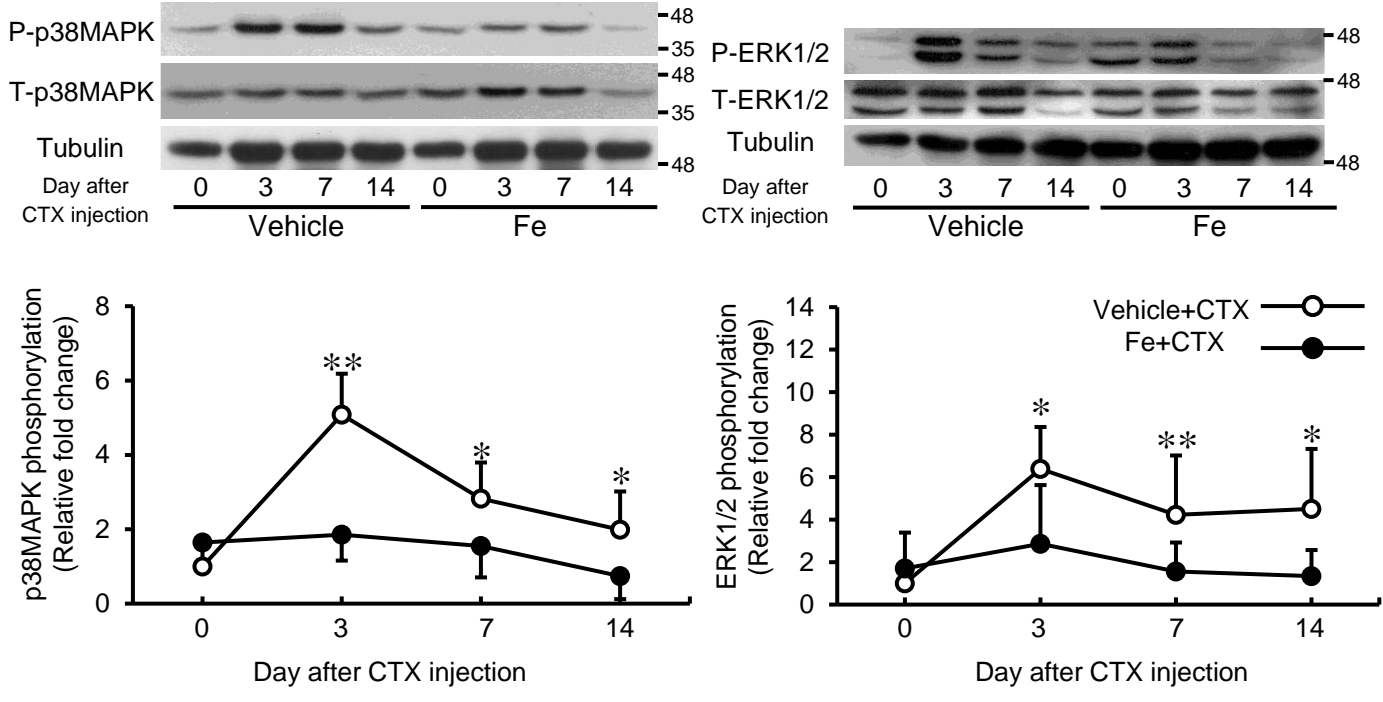 P-p38MAPK
48
35
T-p38MAPK
48
35
Tubulin
48
Day after
CTX injection
0 3 7 14 0 3 7 14
Vehicle Fe
P-ERK1/2
48
T-ERK1/2
48
Tubulin
48
Day after
CTX injection
0 3 7 14 0 3 7 14
Vehicle Fe
p38MAPK phosphorylation
(Relative fold change)
8
6
4
2
0
**
*
*
0 3 7 14
Day after CTX injection
ERK1/2 phosphorylation
(Relative fold change)
14
12
10
8
6
4
2
0
Vehicle+CTX
Fe+CTX
*
**
*
0 3 7 14
Day after CTX injection